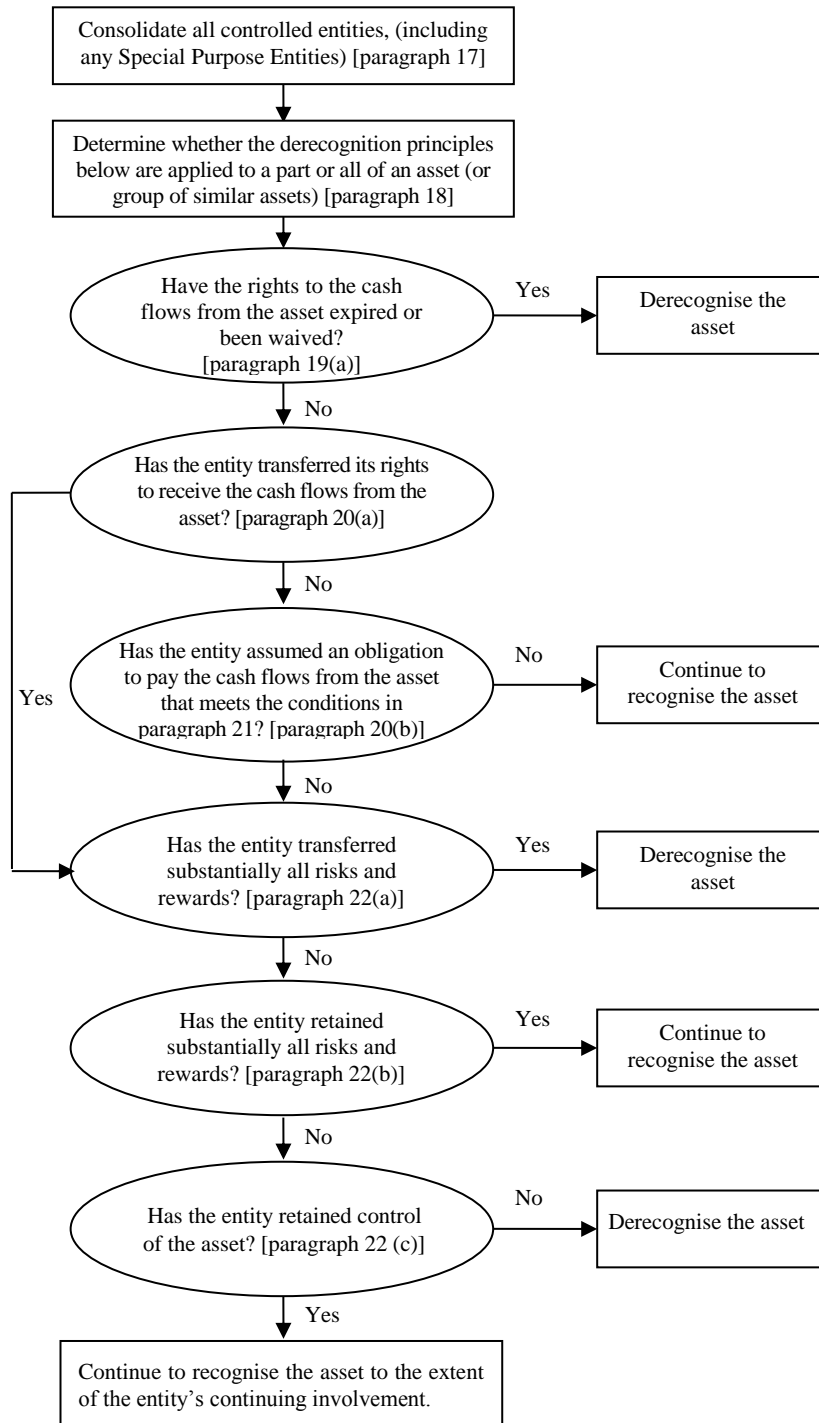 Consolidate all controlled entities, (including
any Special Purpose Entities) [paragraph 17]
Determine whether the derecognition principles
below are applied to a part or all of an asset (or
group of similar assets) [paragraph 18]
Have the rights to the cash
flows from the asset expired or
been waived?
[paragraph 19(a)]
Yes
Derecognise the
asset
No
Has the entity transferred its rights
to receive the cash flows from the
asset? [paragraph 20(a)]
No
Yes
Has the entity assumed an obligation
to pay the cash flows from the asset
that meets the conditions in
paragraph 21? [paragraph 20(b)]
No
Continue to
recognise the asset
No
Has the entity transferred
substantially all risks and
rewards? [paragraph 22(a)]
Yes
Derecognise the
asset
No
Has the entity retained
substantially all risks and
rewards? [paragraph 22(b)]
Yes
Continue to
recognise the asset
No
Has the entity retained control
of the asset? [paragraph 22 (c)]
No
Derecognise the asset
Yes
Continue to recognise the asset to the extent
of the entity's continuing involvement.